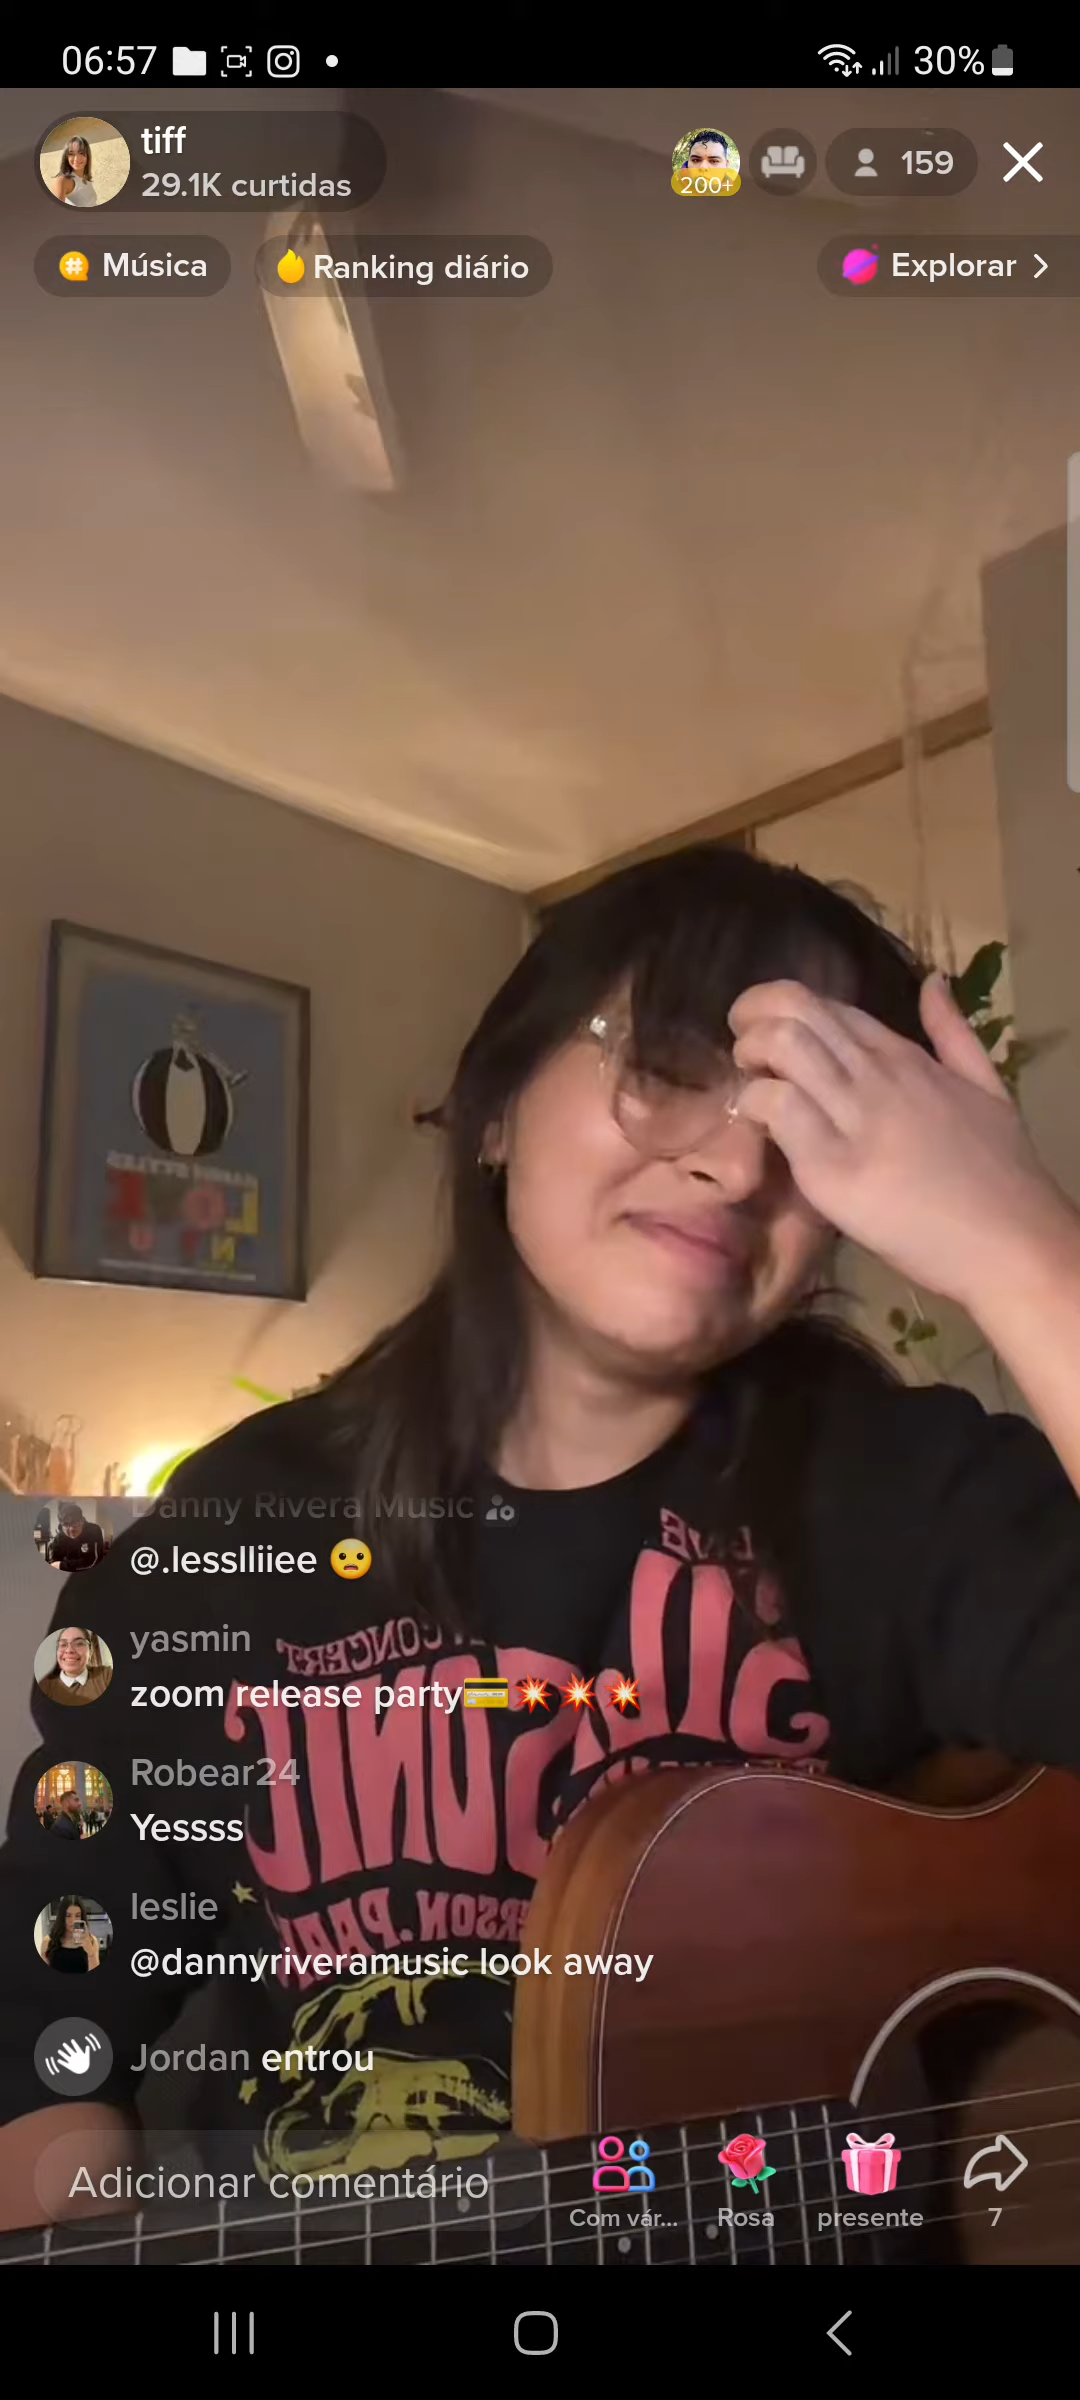 06:57
30%
tiff
29.1K curtidas
200+
159
Música
Ranking diário
Explorar
Danny Rivera Music
@.lesslliiee 😦
yasmin
zoom release party💳💥💥💥
Robear24
Yessss
leslie
@dannyriveramusic look away
Jordan entrou
Adicionar comentário
Com vár...
Rosa
presente
7